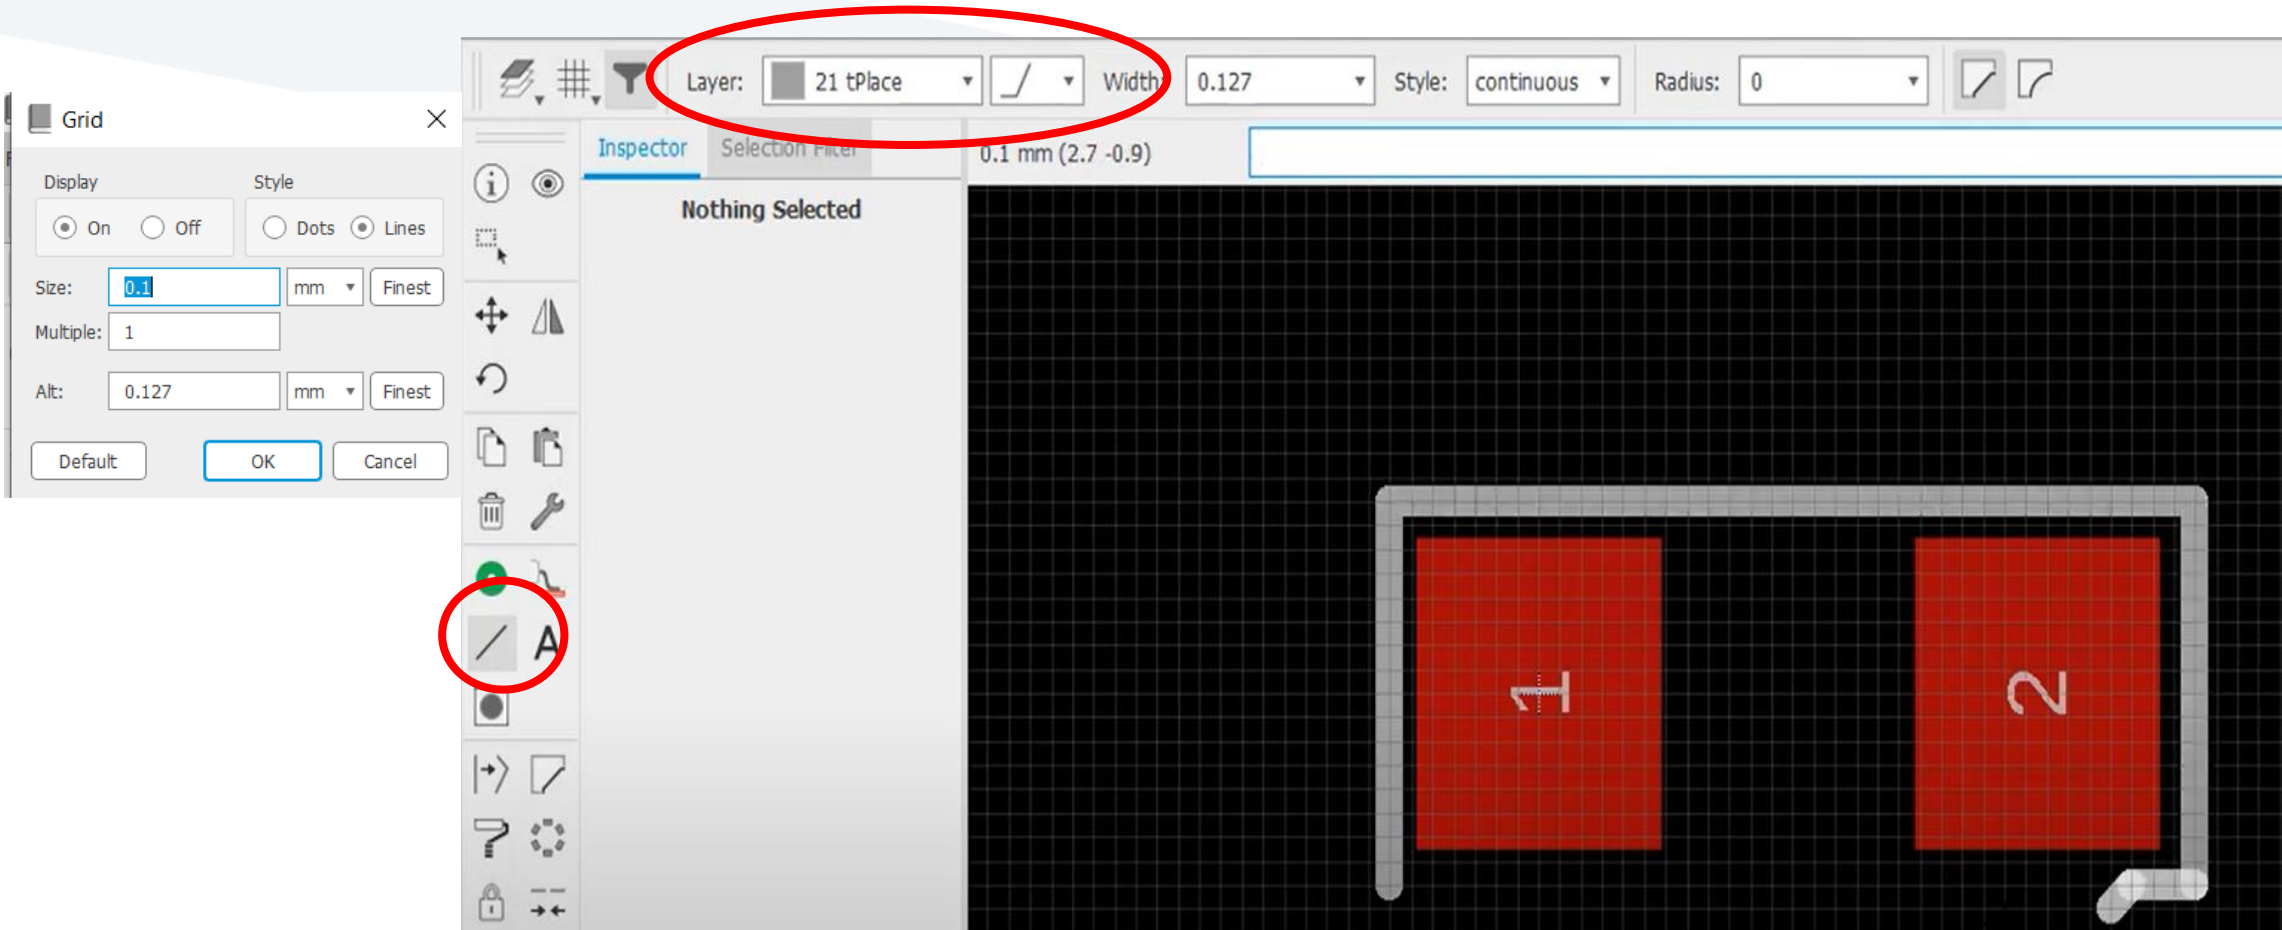 Layer: 21 tPlace Width: 0.127 Style: continuous Radius: 0
Grid
Display Style
On Off Dots Lines
Size: 0.1 mm Finest
Multiple: 1
Alt: 0.127 mm Finest
Default OK Cancel
Inspector Selection Filter 0.1 mm (2.7 -0.9)
Nothing Selected
A
1 2